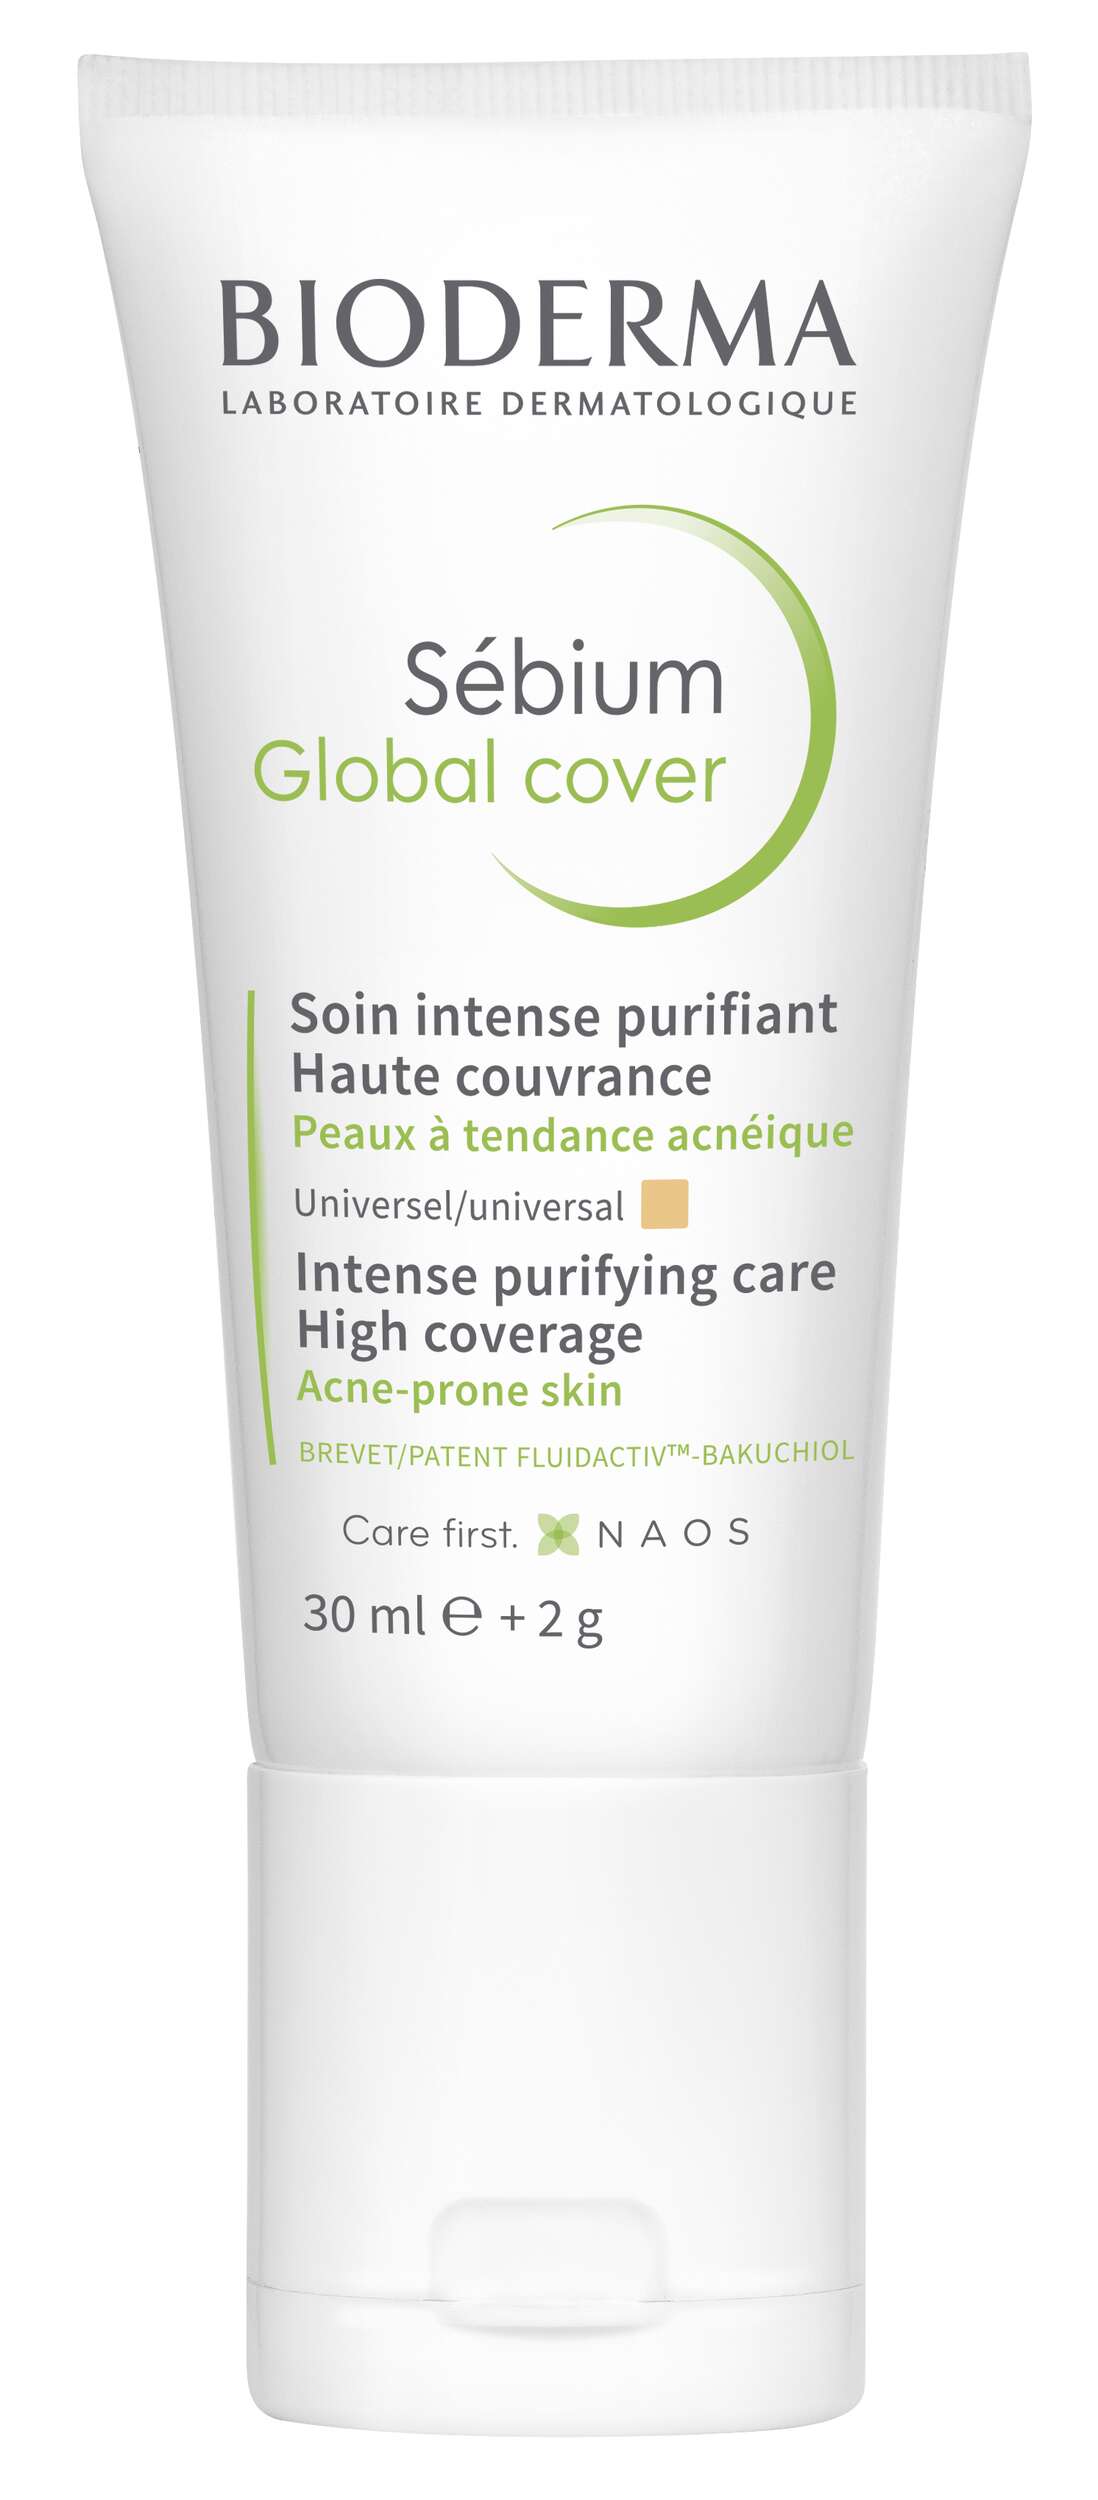 BIODERMA
LABORATOIRE DERMATOLOGIQUE
Sébium
Global cover
Soin intense purifiant
Haute couvrance
Peaux à tendance acnéique
Universel/universal
Intense purifying care
High coverage
Acne-prone skin
BREVET/PATENT FLUIDACTIV™-BAKUCHIOL
Care first. NAOS
30 ml ℮ + 2 g